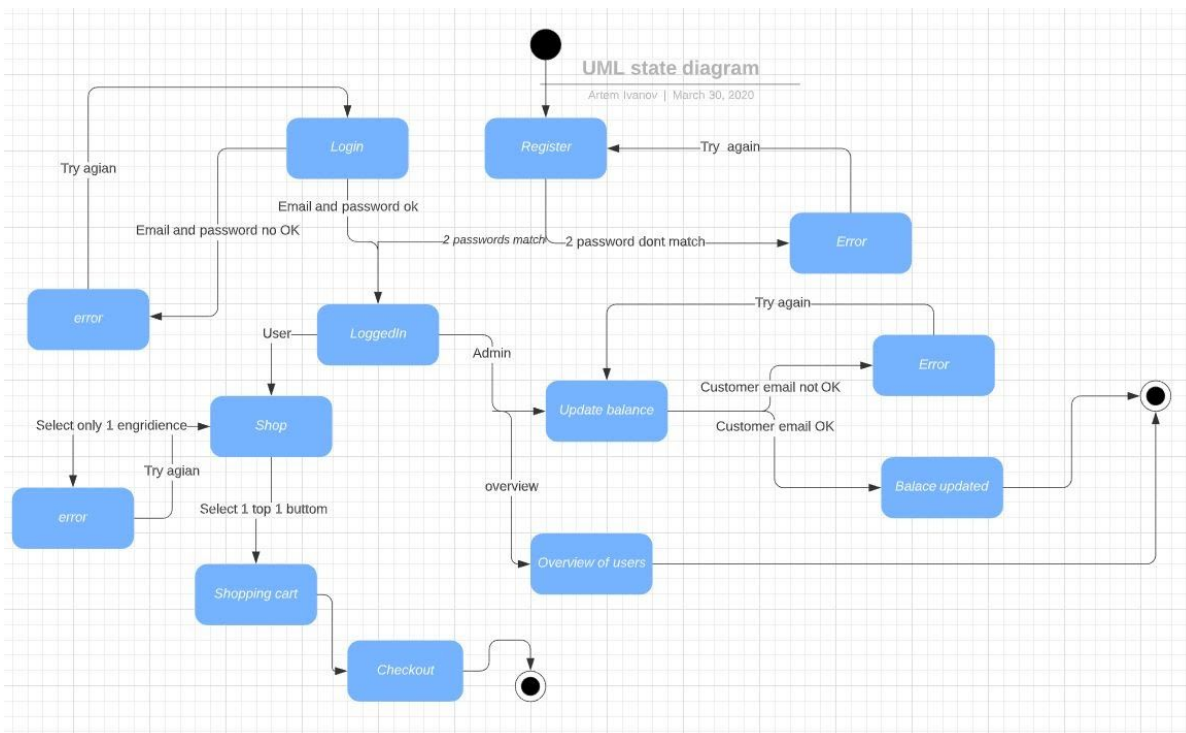 UML state diagram
Artem Ivanov | March 30, 2020
Login
Register
Try  again
Try agian
Email and password ok
Email and password no OK
2 passwords match
2 password dont match
Error
error
LoggedIn
Try again
User
Admin
Error
Customer email not OK
Update balance
Shop
Select only 1 engridience
Customer email OK
Try agian
overview
Balace updated
error
Select 1 top 1 buttom
Overview of users
Shopping cart
Checkout